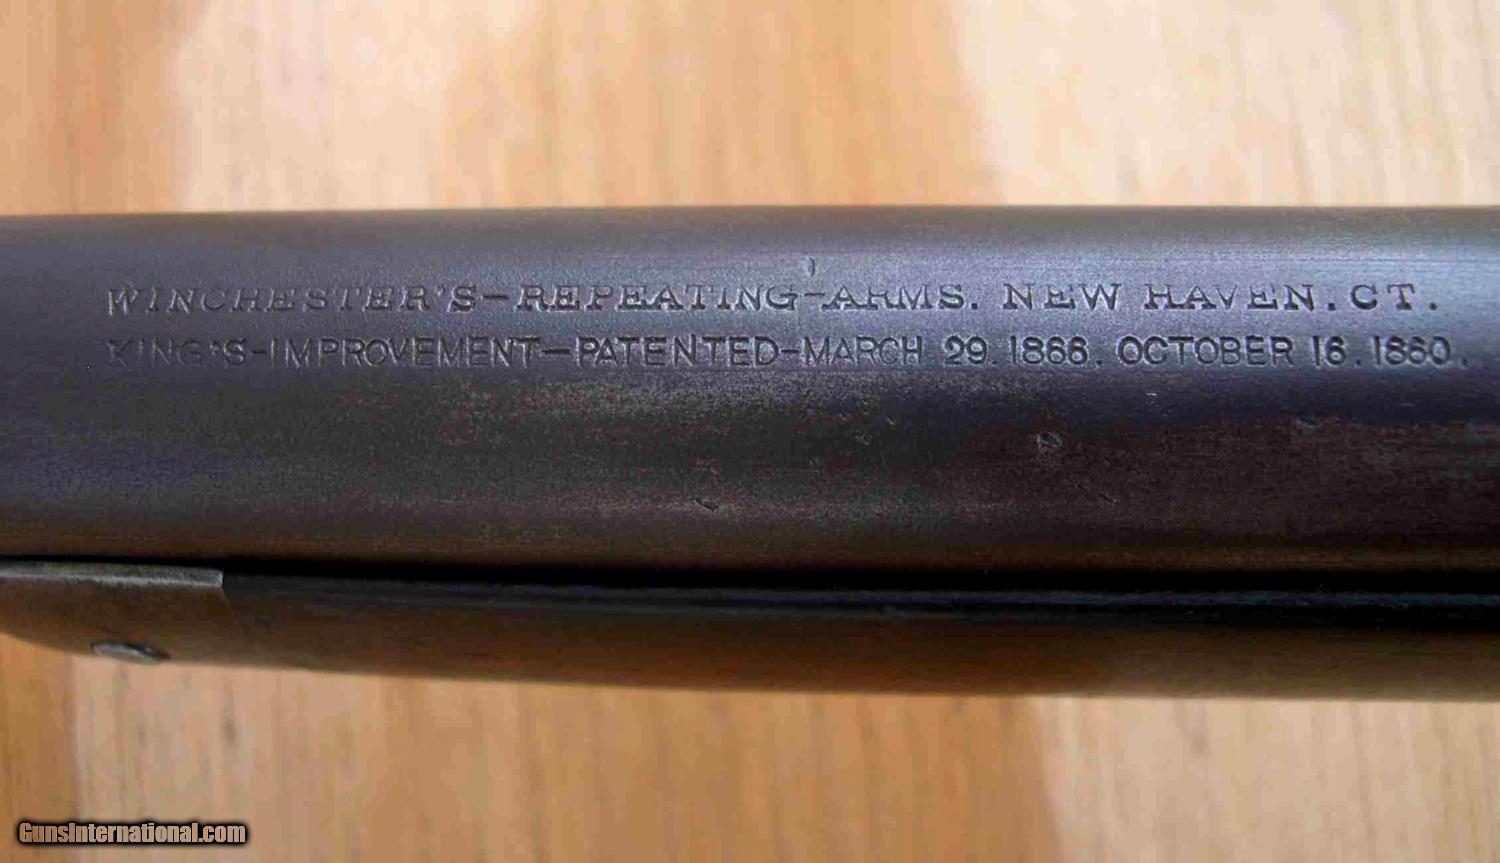 WINCHESTER'S-REPEATING-ARMS. NEW HAVEN. CT.
KING'S-IMPROVEMENT-PATENTED-MARCH 29. 1866. OCTOBER 16. 1860.
GunsInternational.com